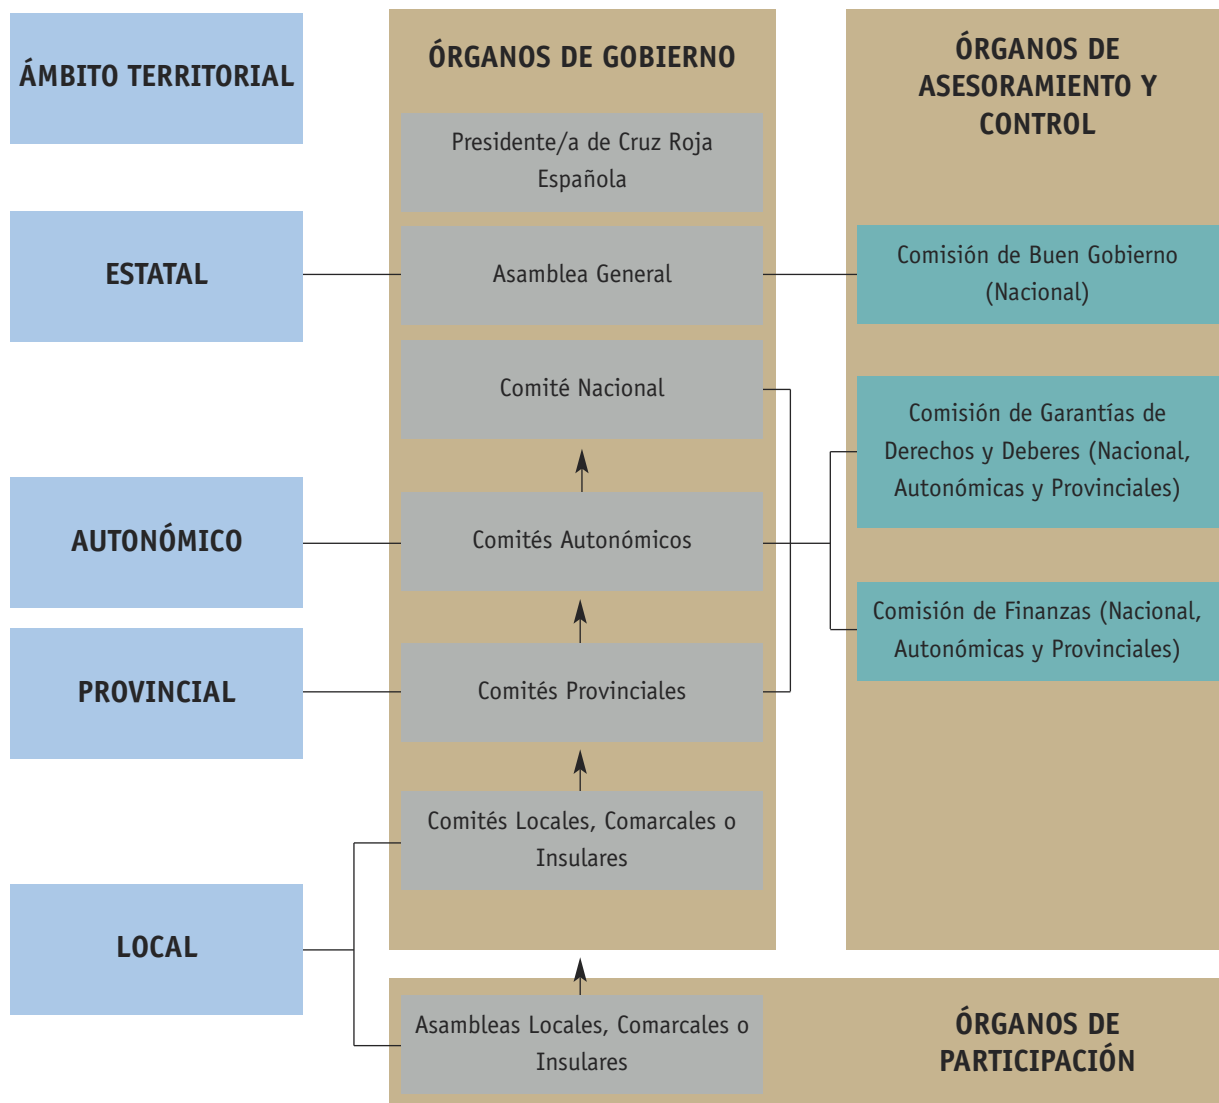 ÁMBITO TERRITORIAL
ÓRGANOS DE GOBIERNO
ÓRGANOS DE
ASESORAMIENTO Y
CONTROL
Presidente/a de Cruz Roja
Española
ESTATAL
Asamblea General
Comisión de Buen Gobierno
(Nacional)
Comité Nacional
Comisión de Garantías de
Derechos y Deberes (Nacional,
Autonómicas y Provinciales)
AUTONÓMICO
Comités Autonómicos
Comisión de Finanzas (Nacional,
Autonómicas y Provinciales)
PROVINCIAL
Comités Provinciales
Comités Locales, Comarcales o
Insulares
LOCAL
Asambleas Locales, Comarcales o
Insulares
ÓRGANOS DE
PARTICIPACIÓN